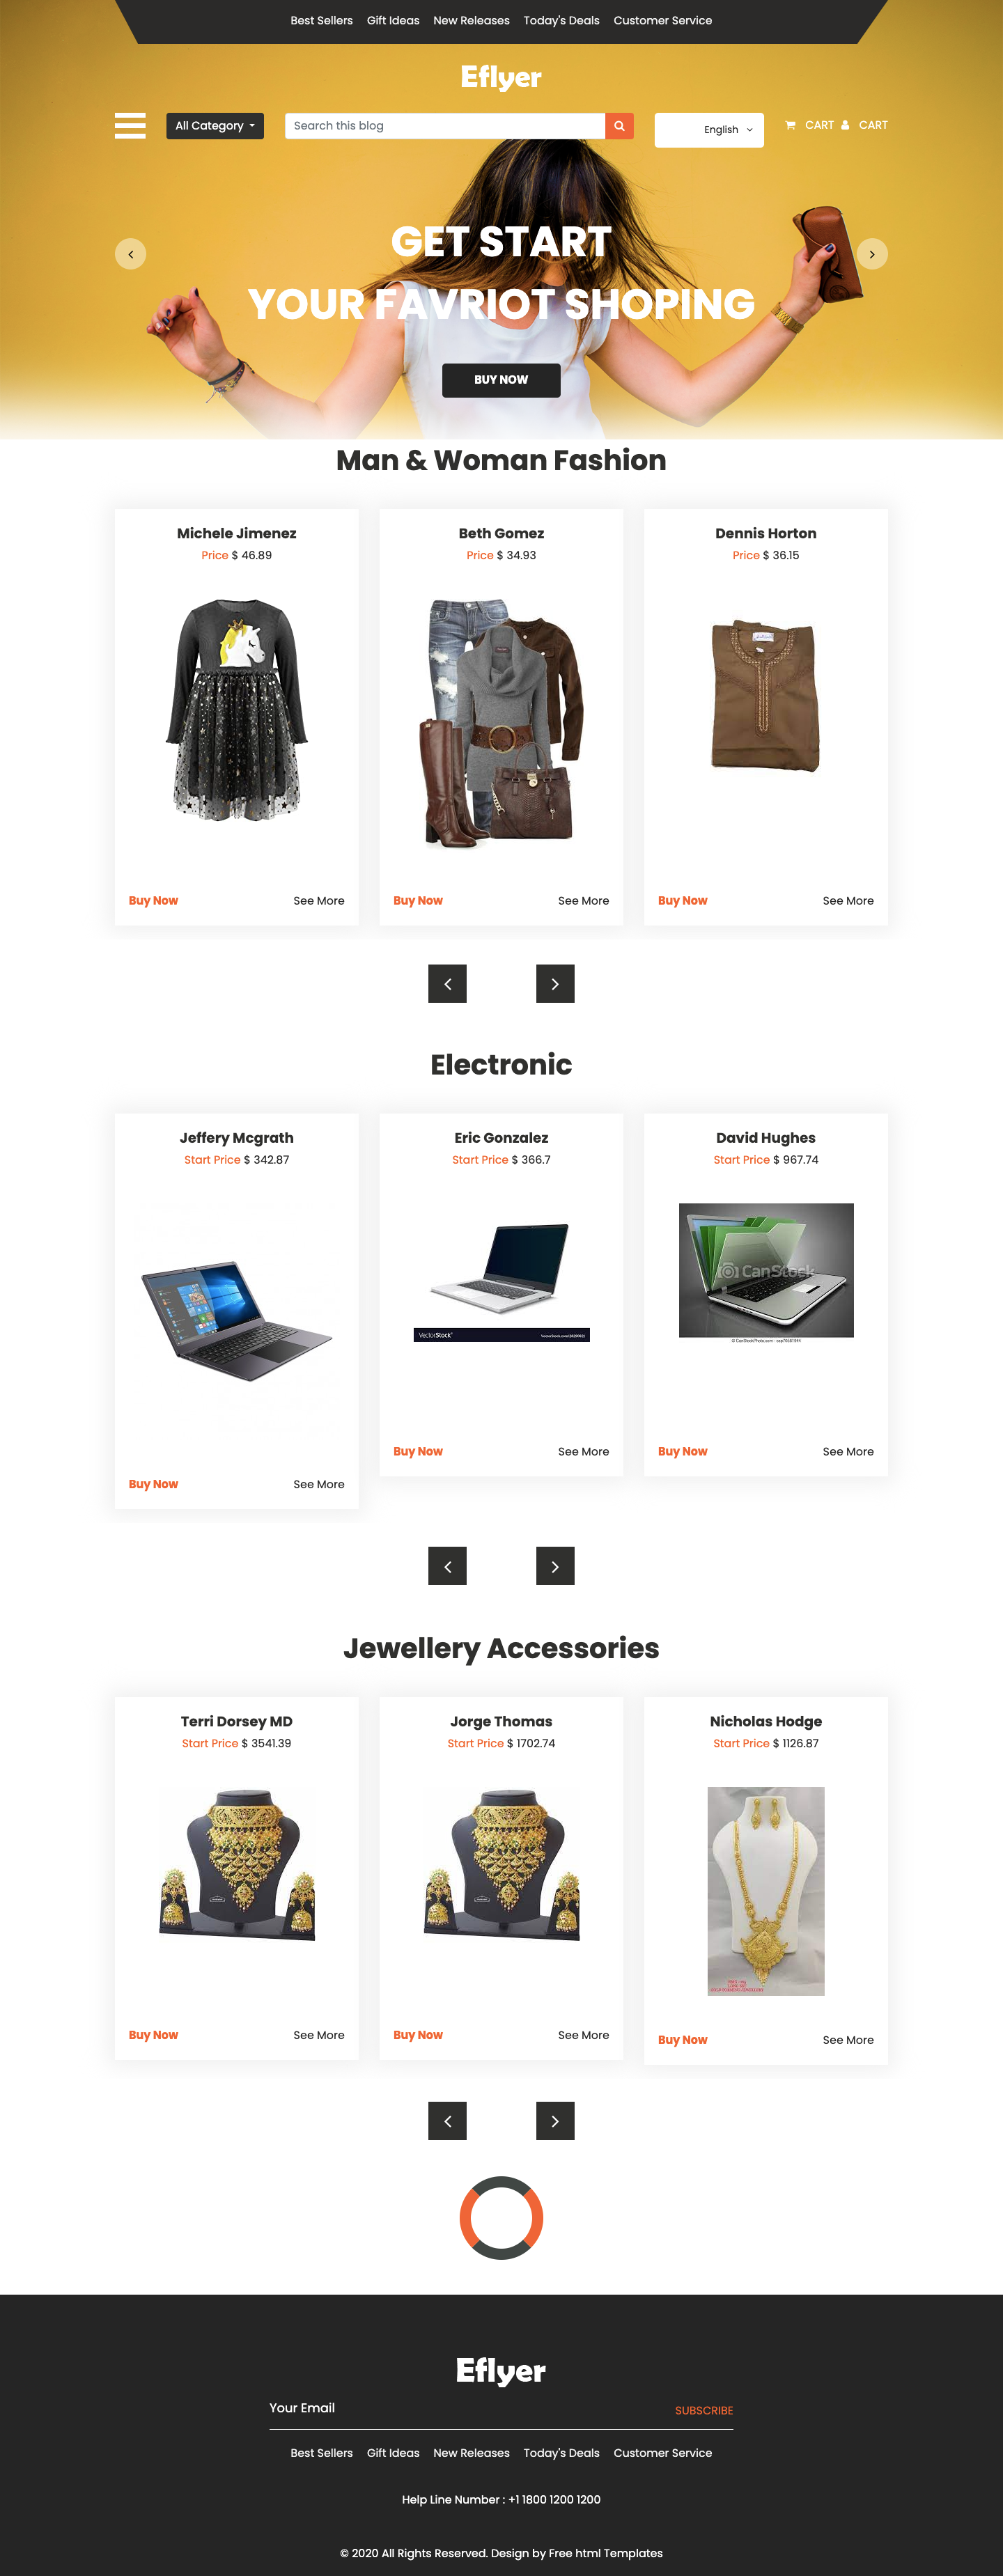 Best Sellers Gift Ideas New Releases Today's Deals Customer Service
Eflyer
All Category Search this blog English CART CART
GET START
YOUR FAVRIOT SHOPING
BUY NOW
Man & Woman Fashion
Michele Jimenez Beth Gomez Dennis Horton
Price $ 46.89 Price $ 34.93 Price $ 36.15
Buy Now See More Buy Now See More Buy Now See More
Electronic
Jeffery Mcgrath Eric Gonzalez David Hughes
Start Price $ 342.87 Start Price $ 366.7 Start Price $ 967.74
CanStock
VectorStock
Buy Now See More Buy Now See More
Buy Now See More
Jewellery Accessories
Terri Dorsey MD Jorge Thomas Nicholas Hodge
Start Price $ 3541.39 Start Price $ 1702.74 Start Price $ 1126.87
Buy Now See More Buy Now See More
Buy Now See More
Eflyer
Your Email SUBSCRIBE
Best Sellers Gift Ideas New Releases Today's Deals Customer Service
Help Line Number : +1 1800 1200 1200
© 2020 All Rights Reserved. Design by Free html Templates